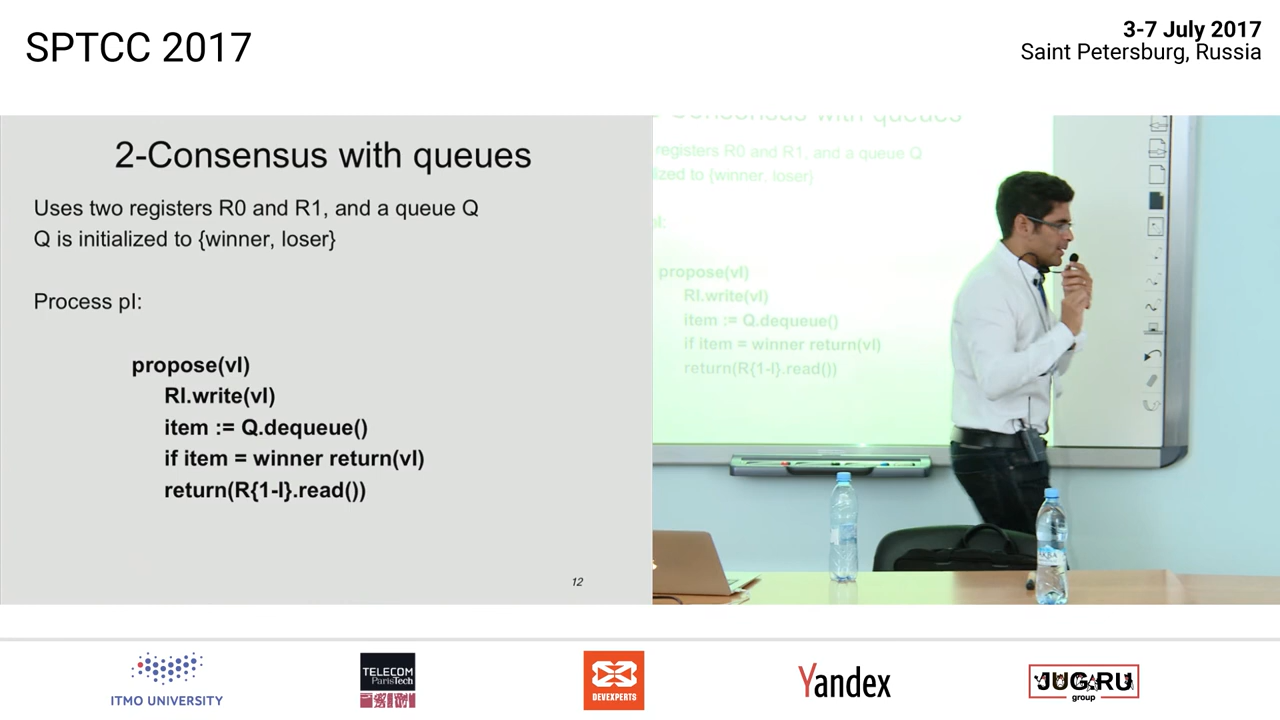 SPTCC 2017
3-7 July 2017
Saint Petersburg, Russia
2-Consensus with queues
Uses two registers R0 and R1, and a queue Q
Q is initialized to {winner, loser}
Process pI:
propose(vI)
RI.write(vI)
item := Q.dequeue()
if item = winner return(vI)
return(R{1-I}.read())
12
Consensus with queues
registers R0 and R1, and a queue Q
ized to {winner, loser}
I:
propose(vI)
RI.write(vI)
item := Q.dequeue()
if item = winner return(vI)
return(R{1-I}.read())
ITMO UNIVERSITY
TELECOM
ParisTech
DEVEXPERTS
Yandex
JUG.RU
group